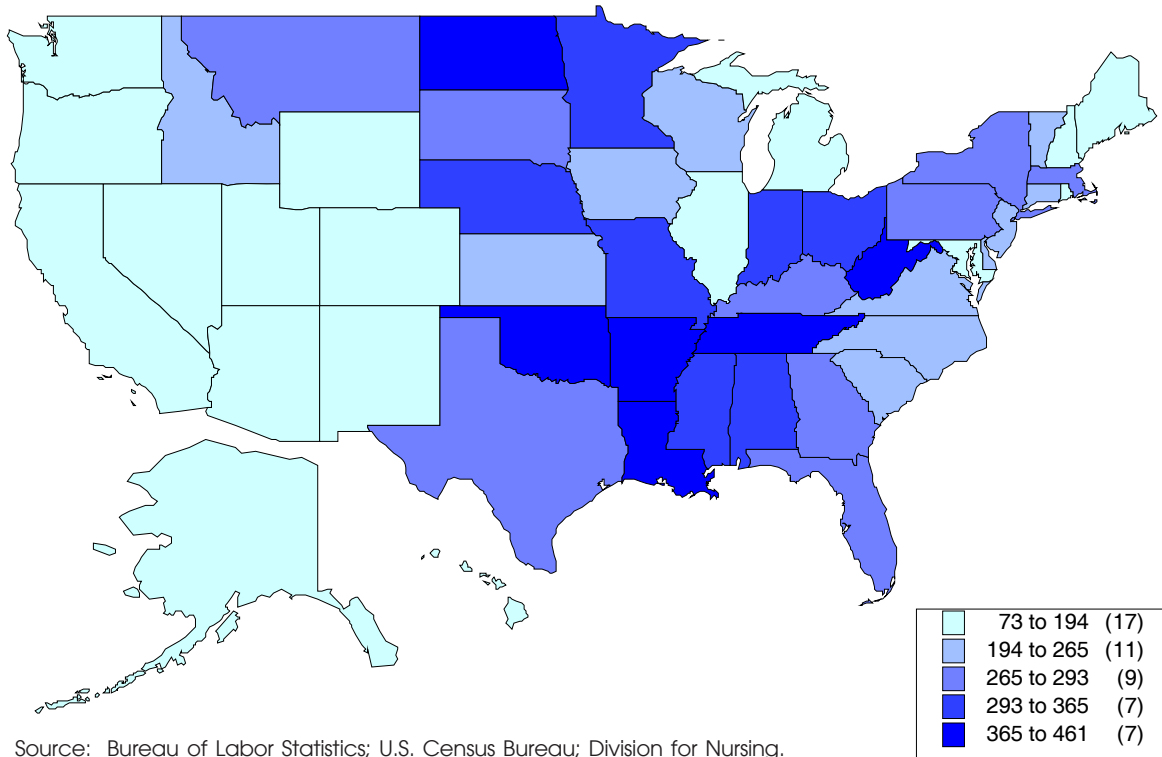 73 to 194 (17)
194 to 265 (11)
265 to 293 (9)
293 to 365 (7)
365 to 461 (7)
Source: Bureau of Labor Statistics; U.S. Census Bureau; Division for Nursing.